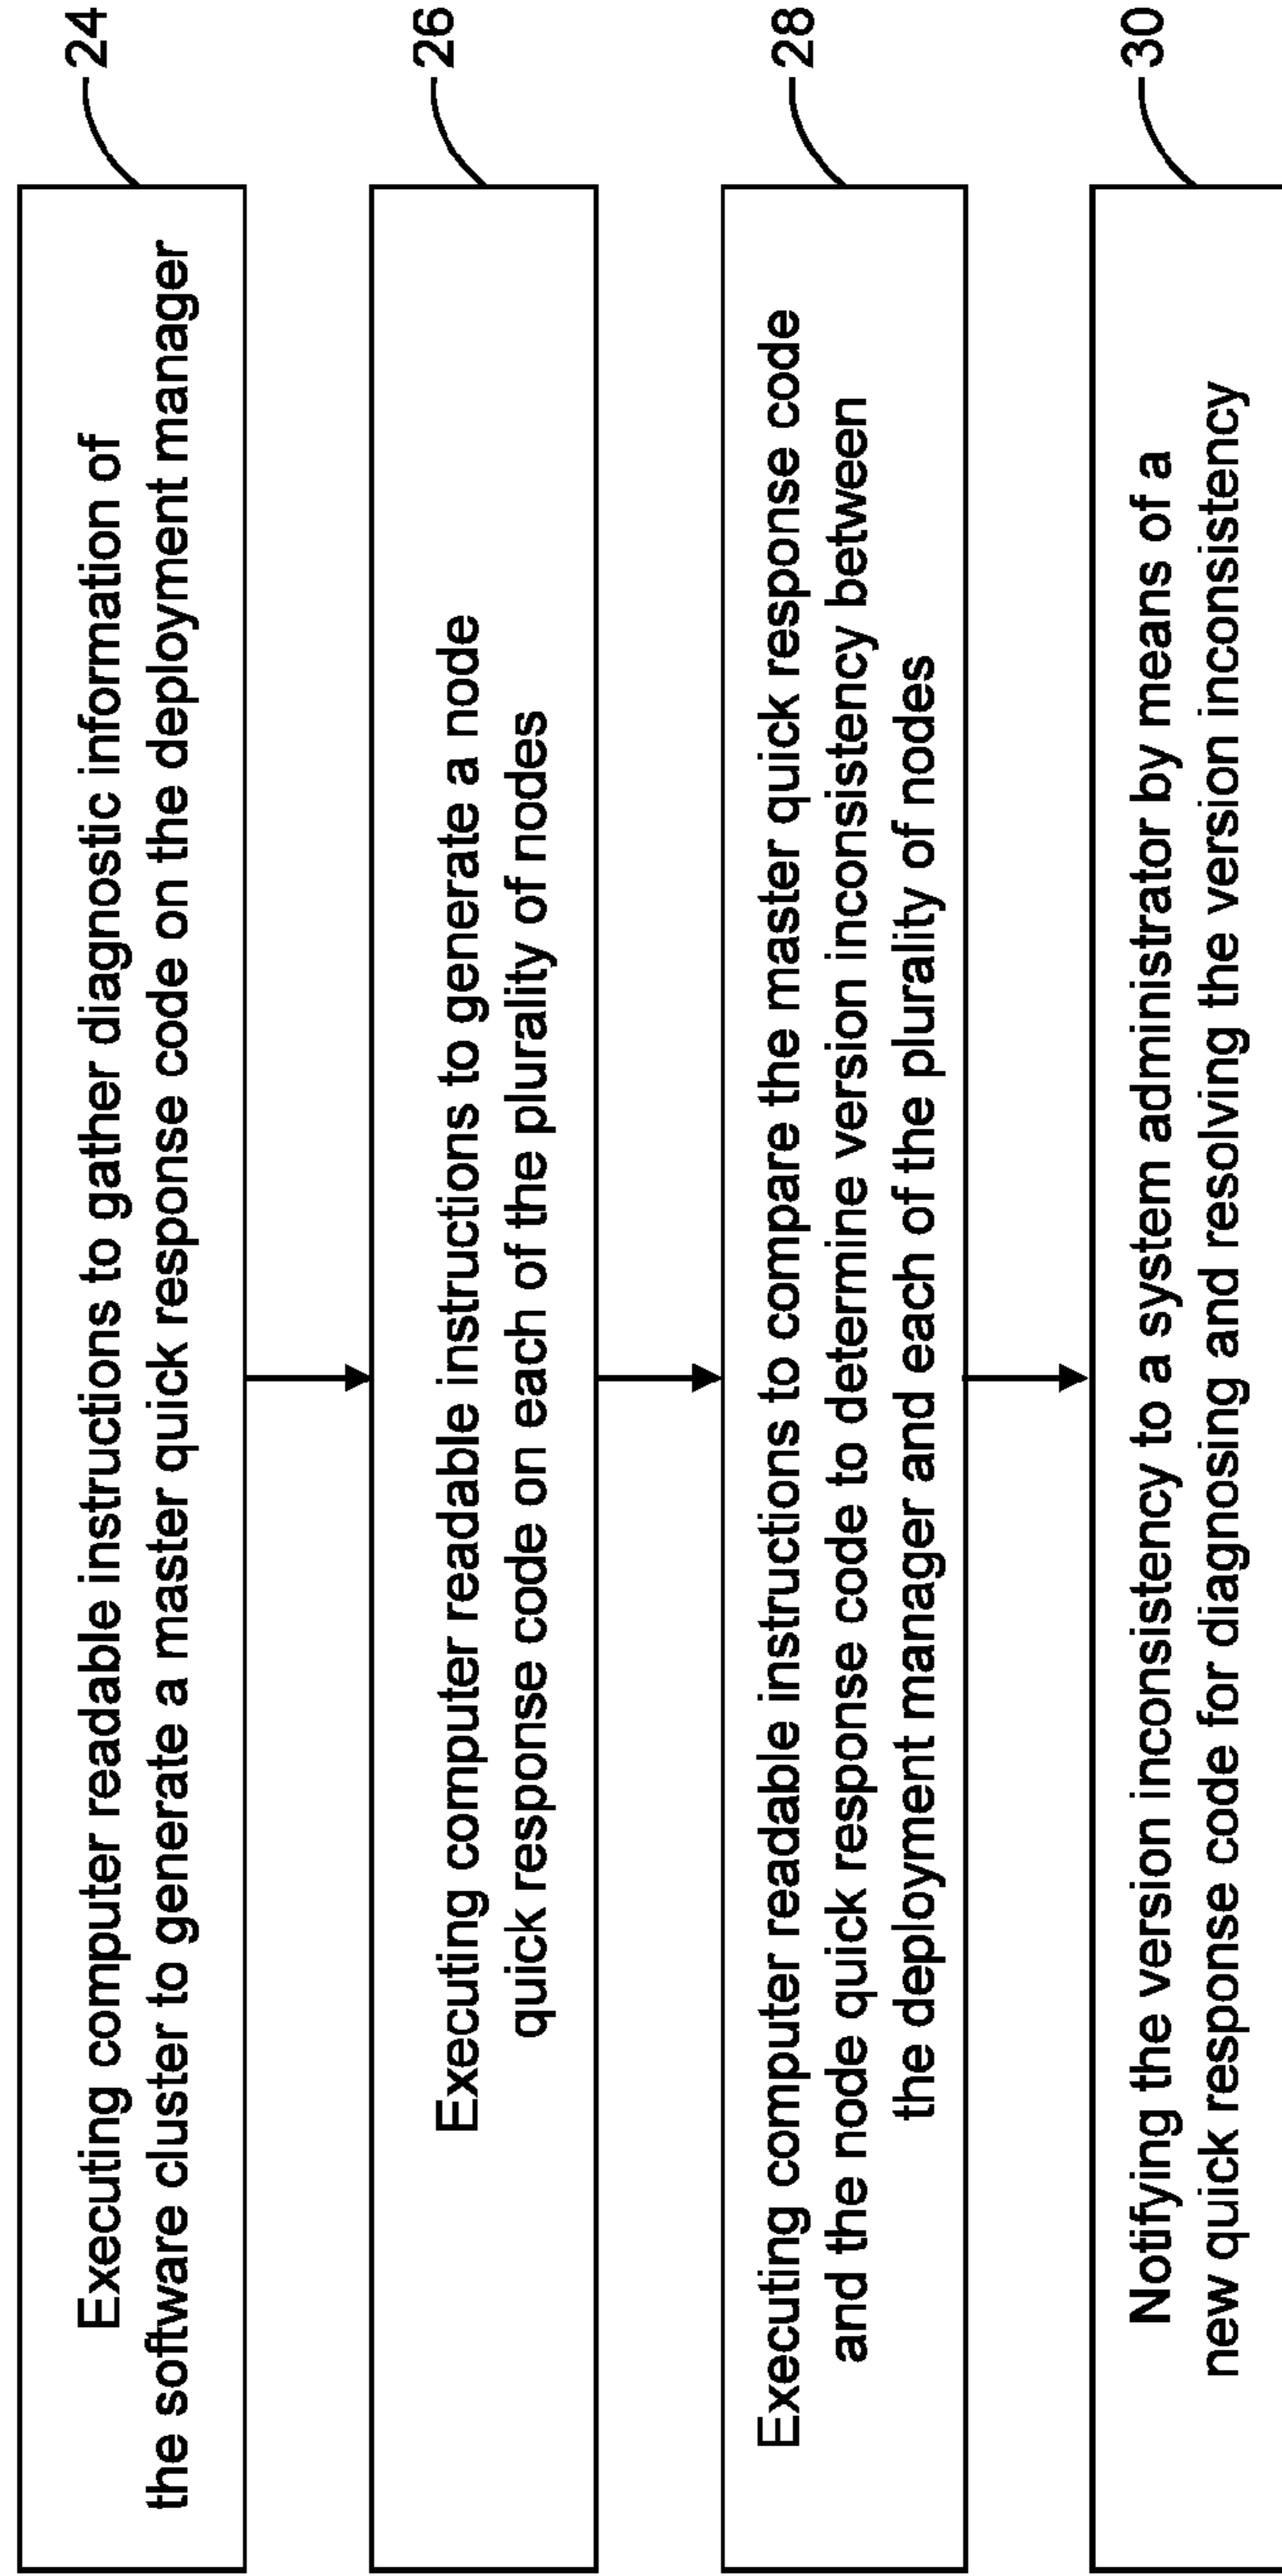 Executing computer readable instructions to gather diagnostic information of
the software cluster to generate a master quick response code on the deployment manager
24
Executing computer readable instructions to generate a node
quick response code on each of the plurality of nodes
26
Executing computer readable instructions to compare the master quick response code
and the node quick response code to determine version inconsistency between
the deployment manager and each of the plurality of nodes
28
Notifying the version inconsistency to a system administrator by means of a
new quick response code for diagnosing and resolving the version inconsistency
30